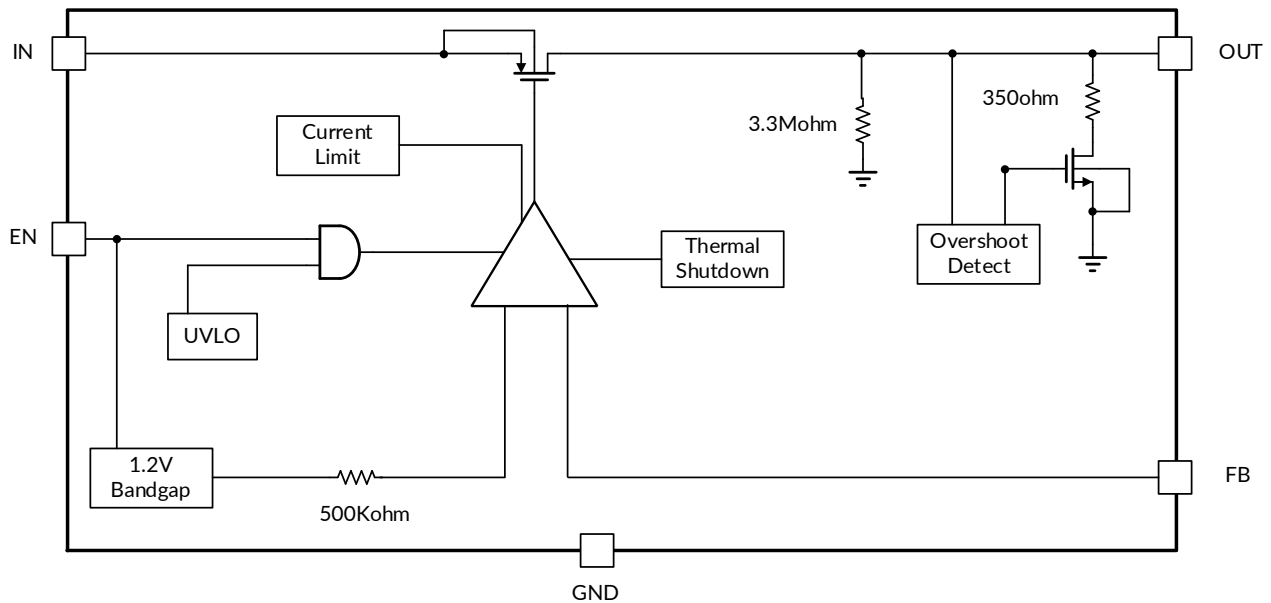 IN
OUT
350ohm
3.3Mohm
Current
Limit
EN
Overshoot
Detect
Thermal
Shutdown
UVLO
1.2V
Bandgap
FB
500Kohm
GND